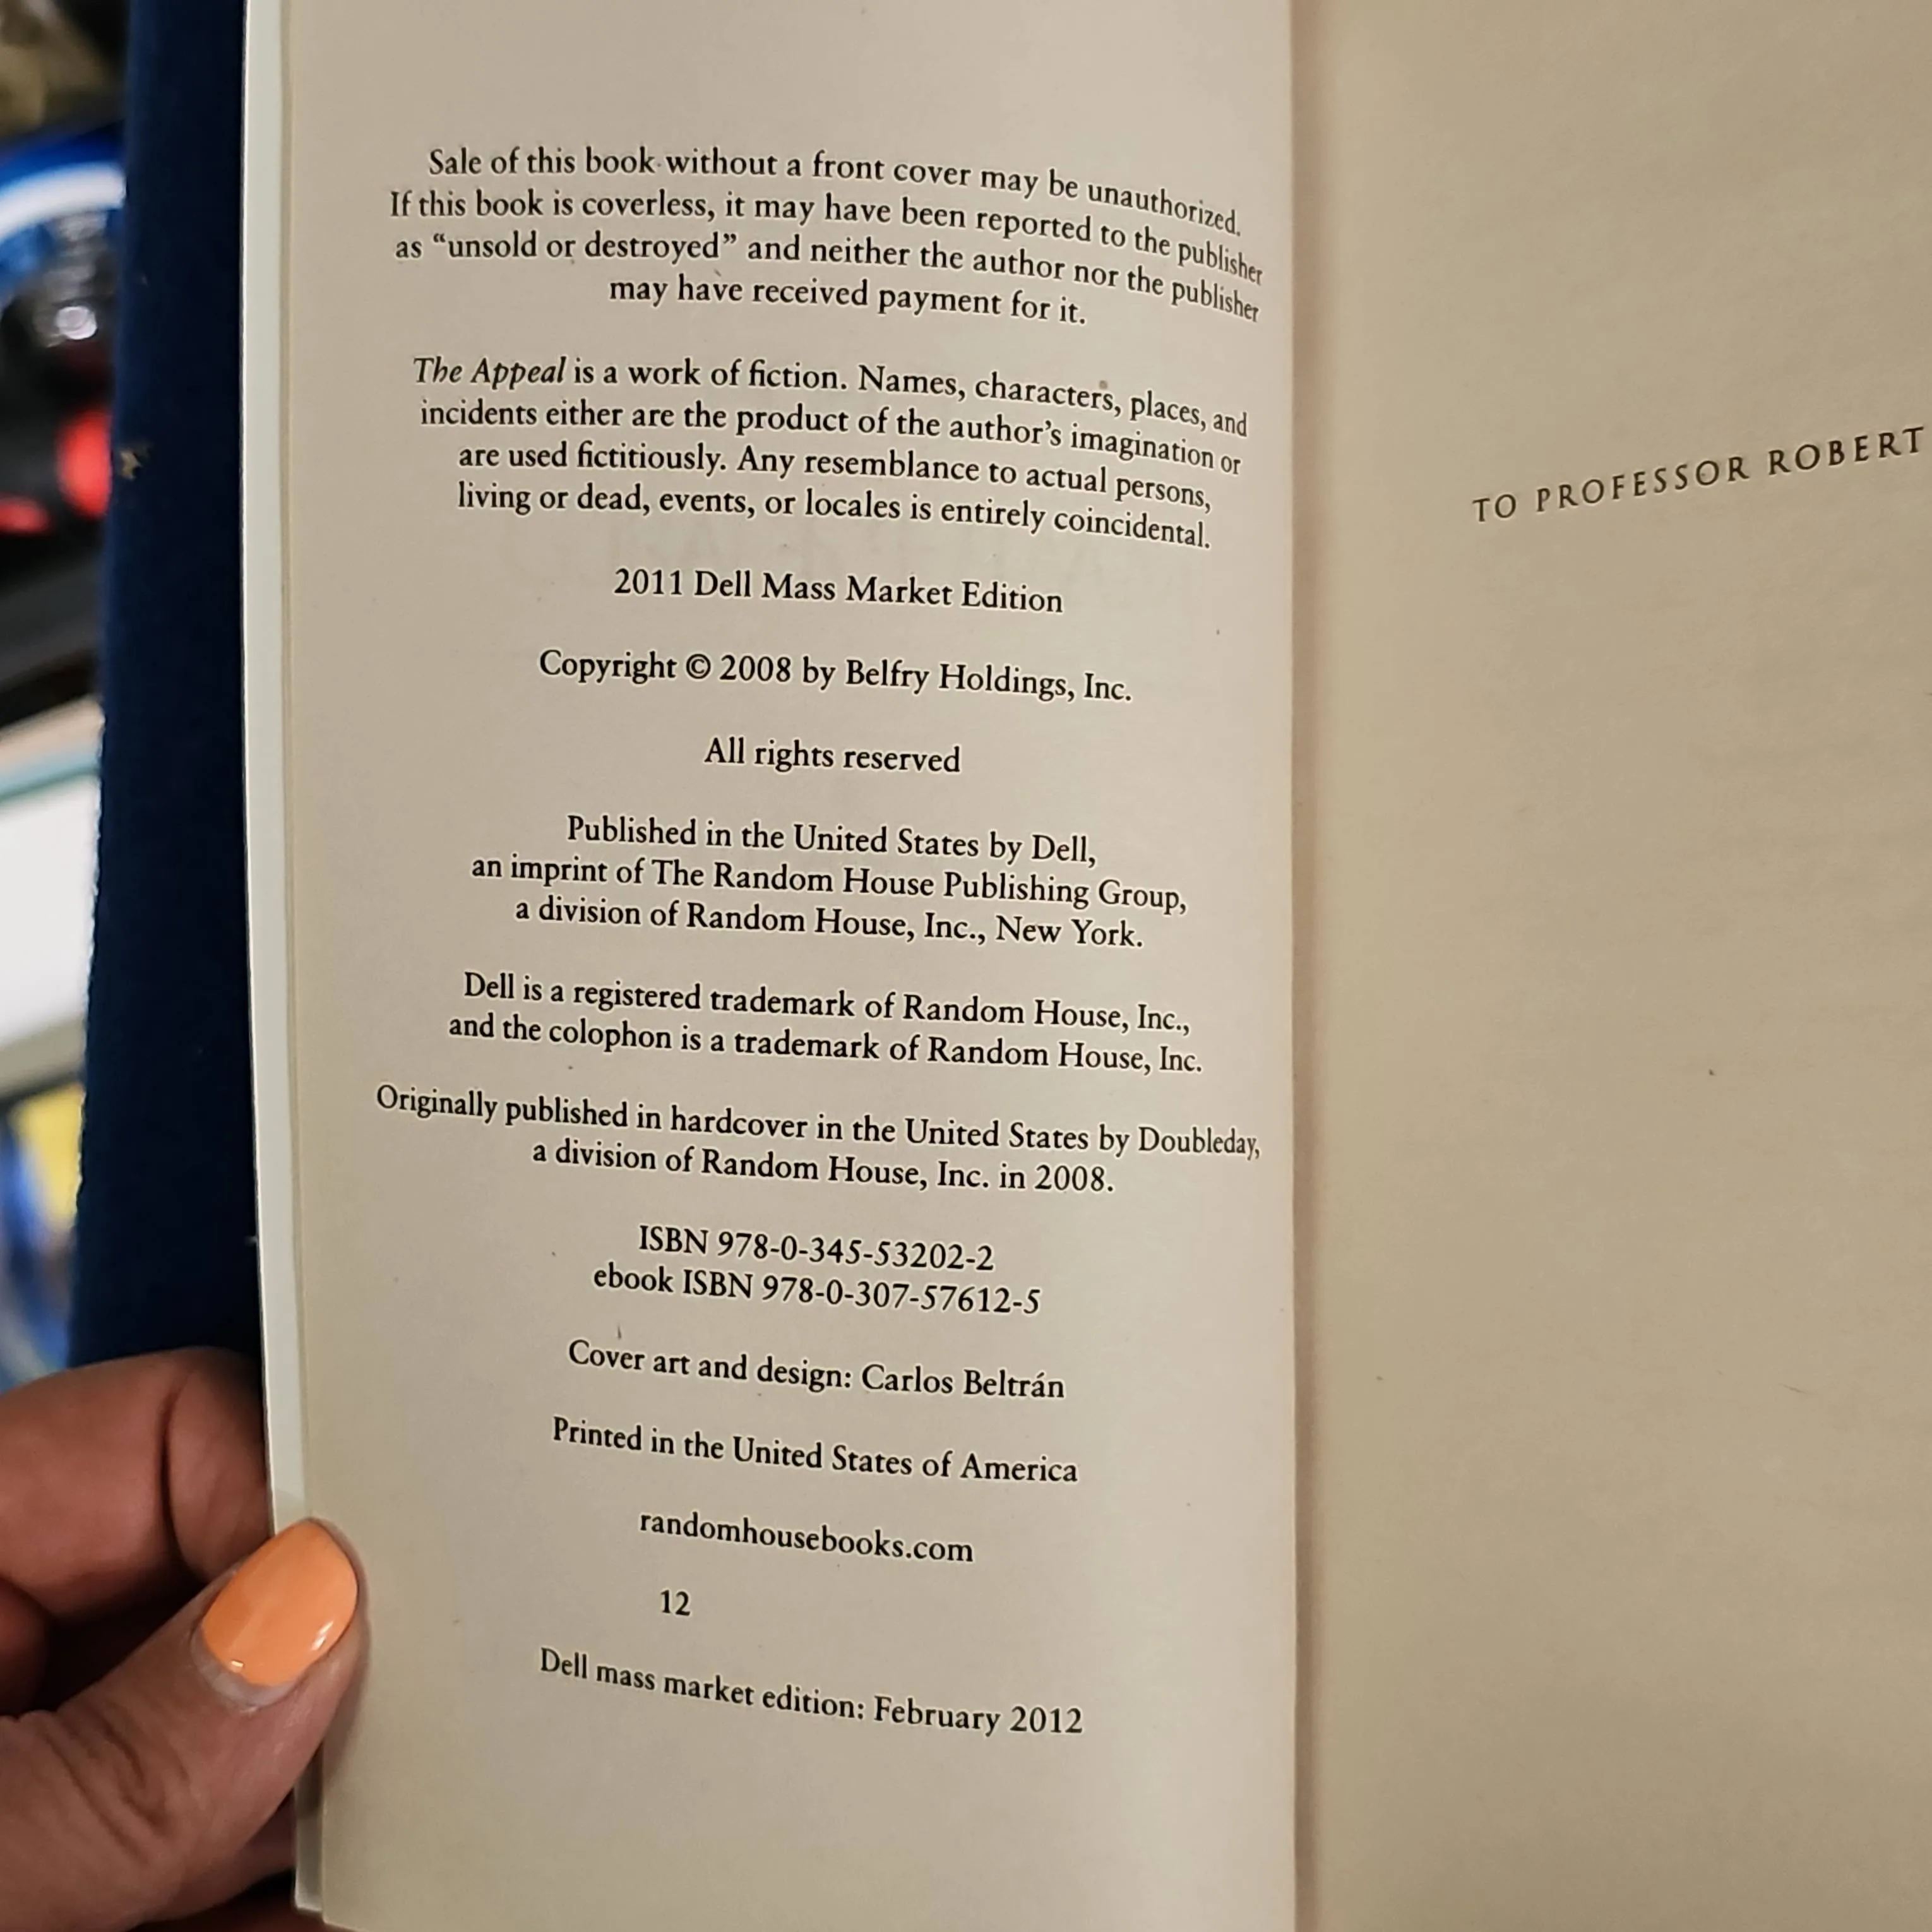 Sale of this book without a front cover may be unauthorized.
If this book is coverless, it may have been reported to the publisher
as “unsold or destroyed” and neither the author nor the publisher
may have received payment for it.
The Appeal is a work of fiction. Names, characters, places, and
incidents either are the product of the author’s imagination or
are used fictitiously. Any resemblance to actual persons,
living or dead, events, or locales is entirely coincidental.
2011 Dell Mass Market Edition
Copyright © 2008 by Belfry Holdings, Inc.
All rights reserved
Published in the United States by Dell,
an imprint of The Random House Publishing Group,
a division of Random House, Inc., New York.
Dell is a registered trademark of Random House, Inc.,
and the colophon is a trademark of Random House, Inc.
Originally published in hardcover in the United States by Doubleday,
a division of Random House, Inc. in 2008.
ISBN 978-0-345-53202-2
ebook ISBN 978-0-307-57612-5
Cover art and design: Carlos Beltrán
Printed in the United States of America
randomhousebooks.com
12
Dell mass market edition: February 2012
TO PROFESSOR ROBERT